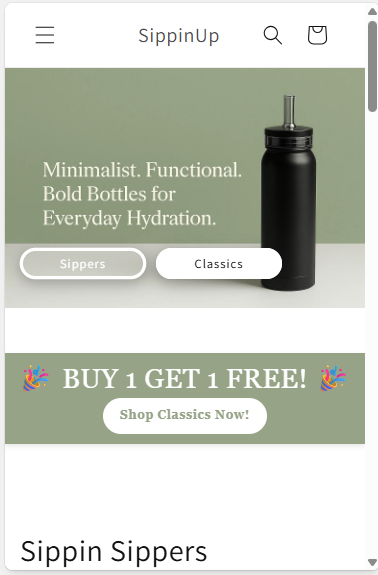 SippinUp
Minimalist. Functional.
Bold Bottles for
Everyday Hydration.
Sippers
Classics
🎉 BUY 1 GET 1 FREE! 🎉
Shop Classics Now!
Sippin Sippers